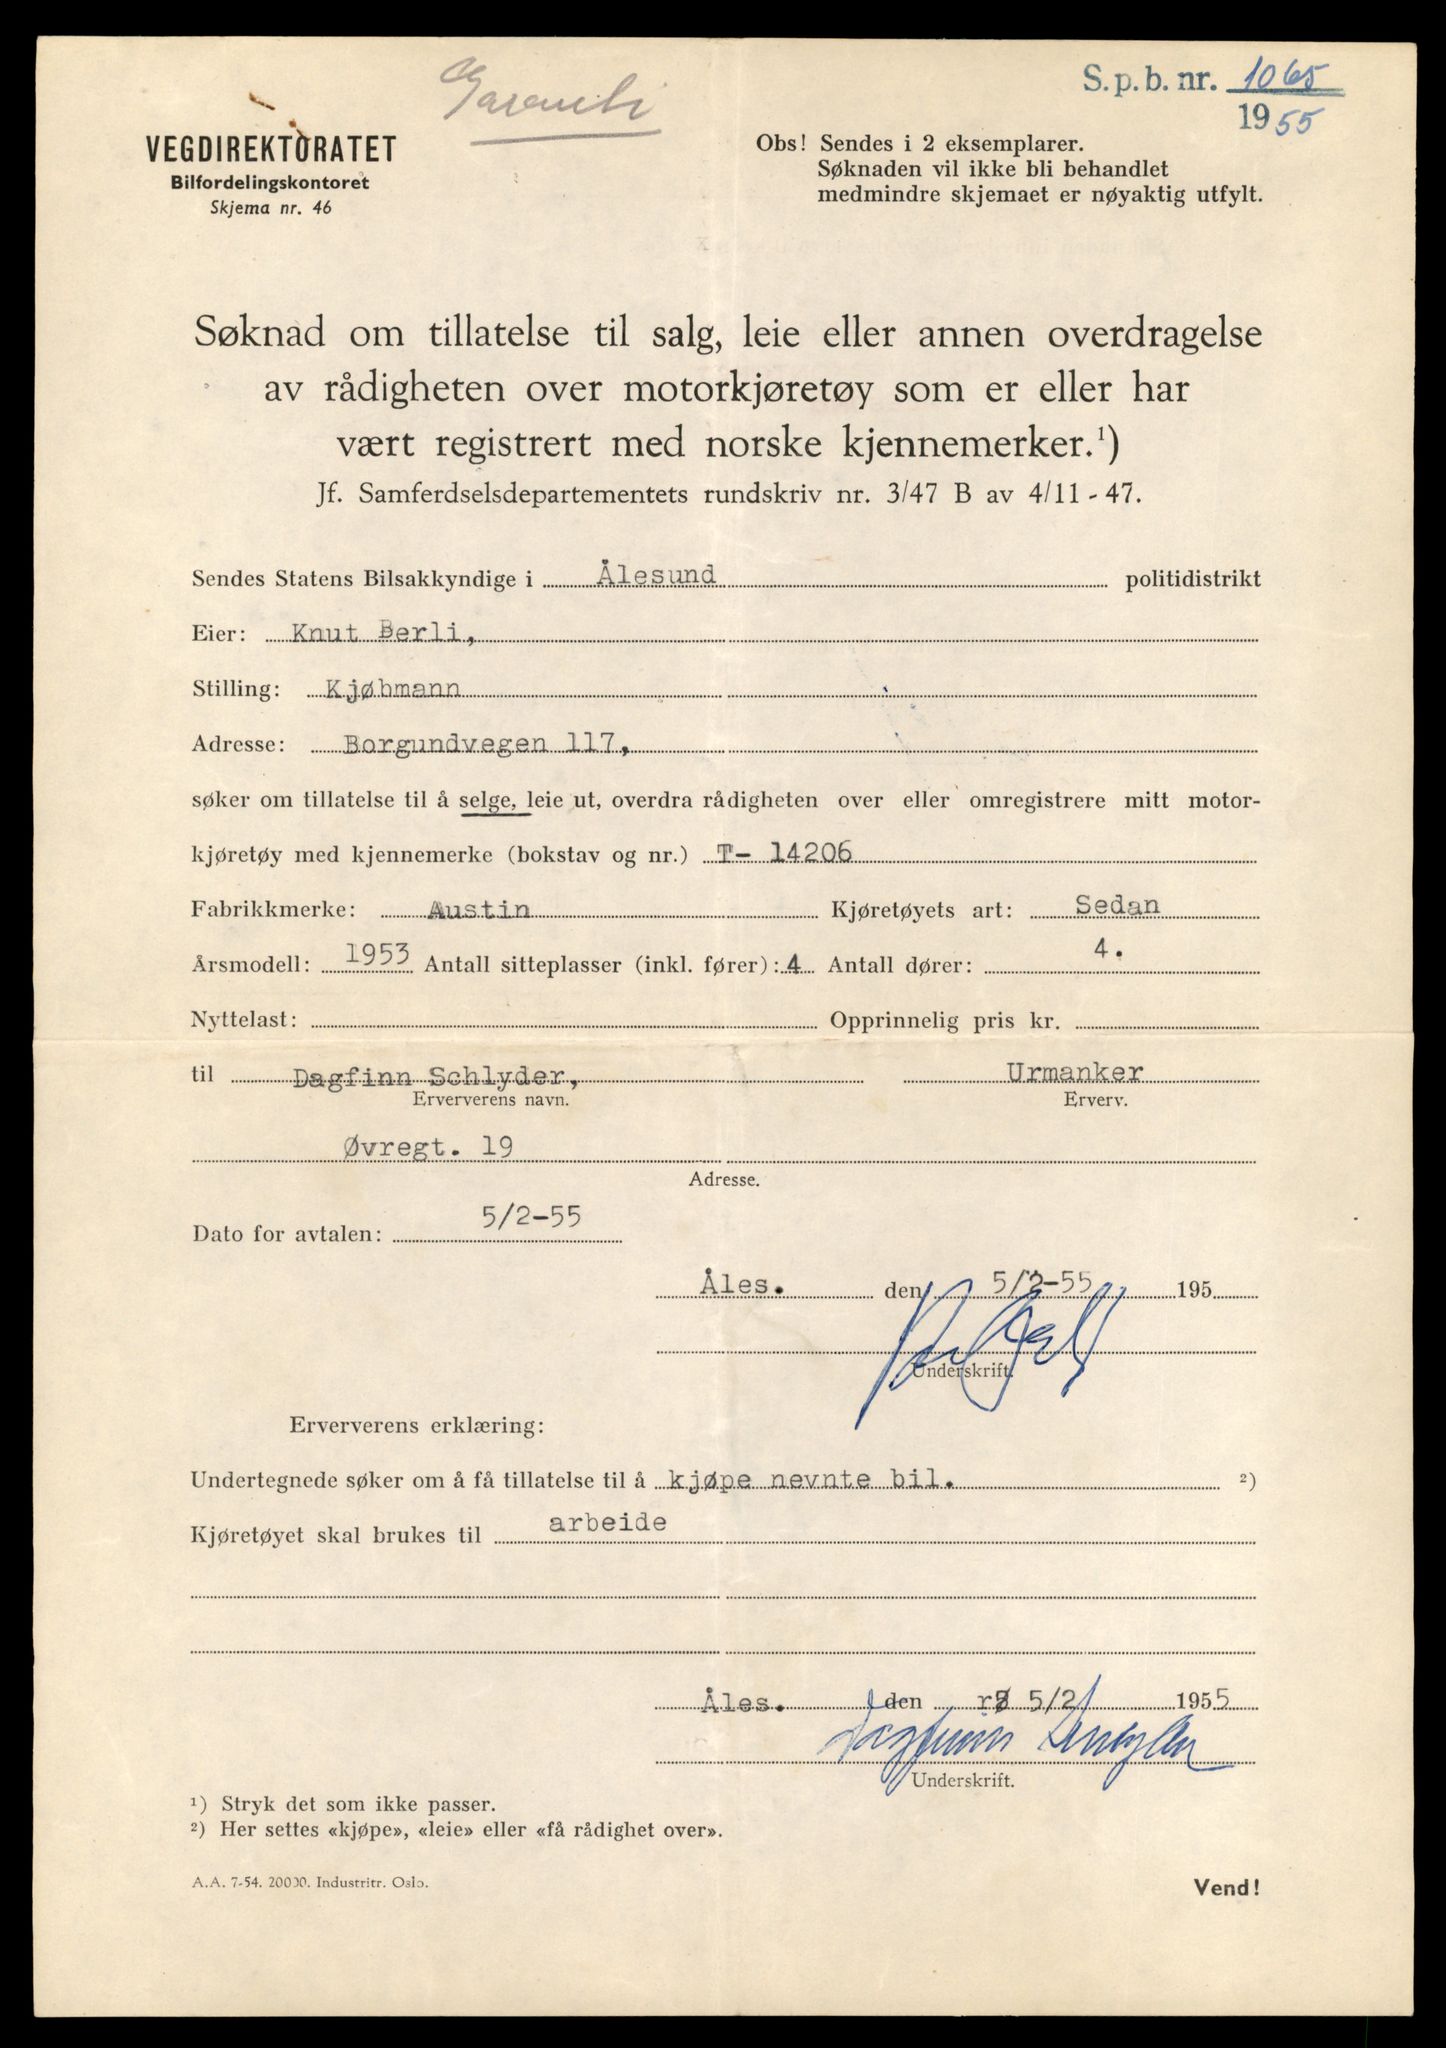 Garanti
S.p.b. nr. 1065
1955
VEGDIREKTORATET
Bilfordelingskontoret
Skjema nr. 46
Obs! Sendes i 2 eksemplarer.
Søknaden vil ikke bli behandlet
medmindre skjemaet er nøyaktig utfylt.
Søknad om tillatelse til salg, leie eller annen overdragelse
av rådigheten over motorkjøretøy som er eller har
vært registrert med norske kjennemerker.¹)
Jf. Samferdselsdepartementets rundskriv nr. 3/47 B av 4/11 - 47.
Sendes Statens Bilsakkyndige i Ålesund politidistrikt
Eier: Knut Berli,
Stilling: Kjøbmann
Adresse: Borgundvegen 117,
søker om tillatelse til å selge, leie ut, overdra rådigheten over eller omregistrere mitt motor-
kjøretøy med kjennemerke (bokstav og nr.) T- 14206
Fabrikkmerke: Austin Kjøretøyets art: Sedan
Årsmodell: 1953 Antall sitteplasser (inkl. fører): 4 Antall dører: 4.
Nyttelast: Opprinnelig pris kr.
til Dagfinn Schlyder, Urmanker
Erververens navn. Erverv.
Øvregt. 19
Adresse.
Dato for avtalen: 5/2-55
Åles. den 5/2-55 195
Underskrift.
Erververens erklæring:
Undertegnede søker om å få tillatelse til å kjøpe nevnte bil. ²)
Kjøretøyet skal brukes til arbeide
Åles. den 5/2 1955
Dagfinn
Underskrift.
¹) Stryk det som ikke passer.
²) Her settes «kjøpe», «leie» eller «få rådighet over».
A.A. 7-54. 20000. Industritr. Oslo.
Vend!